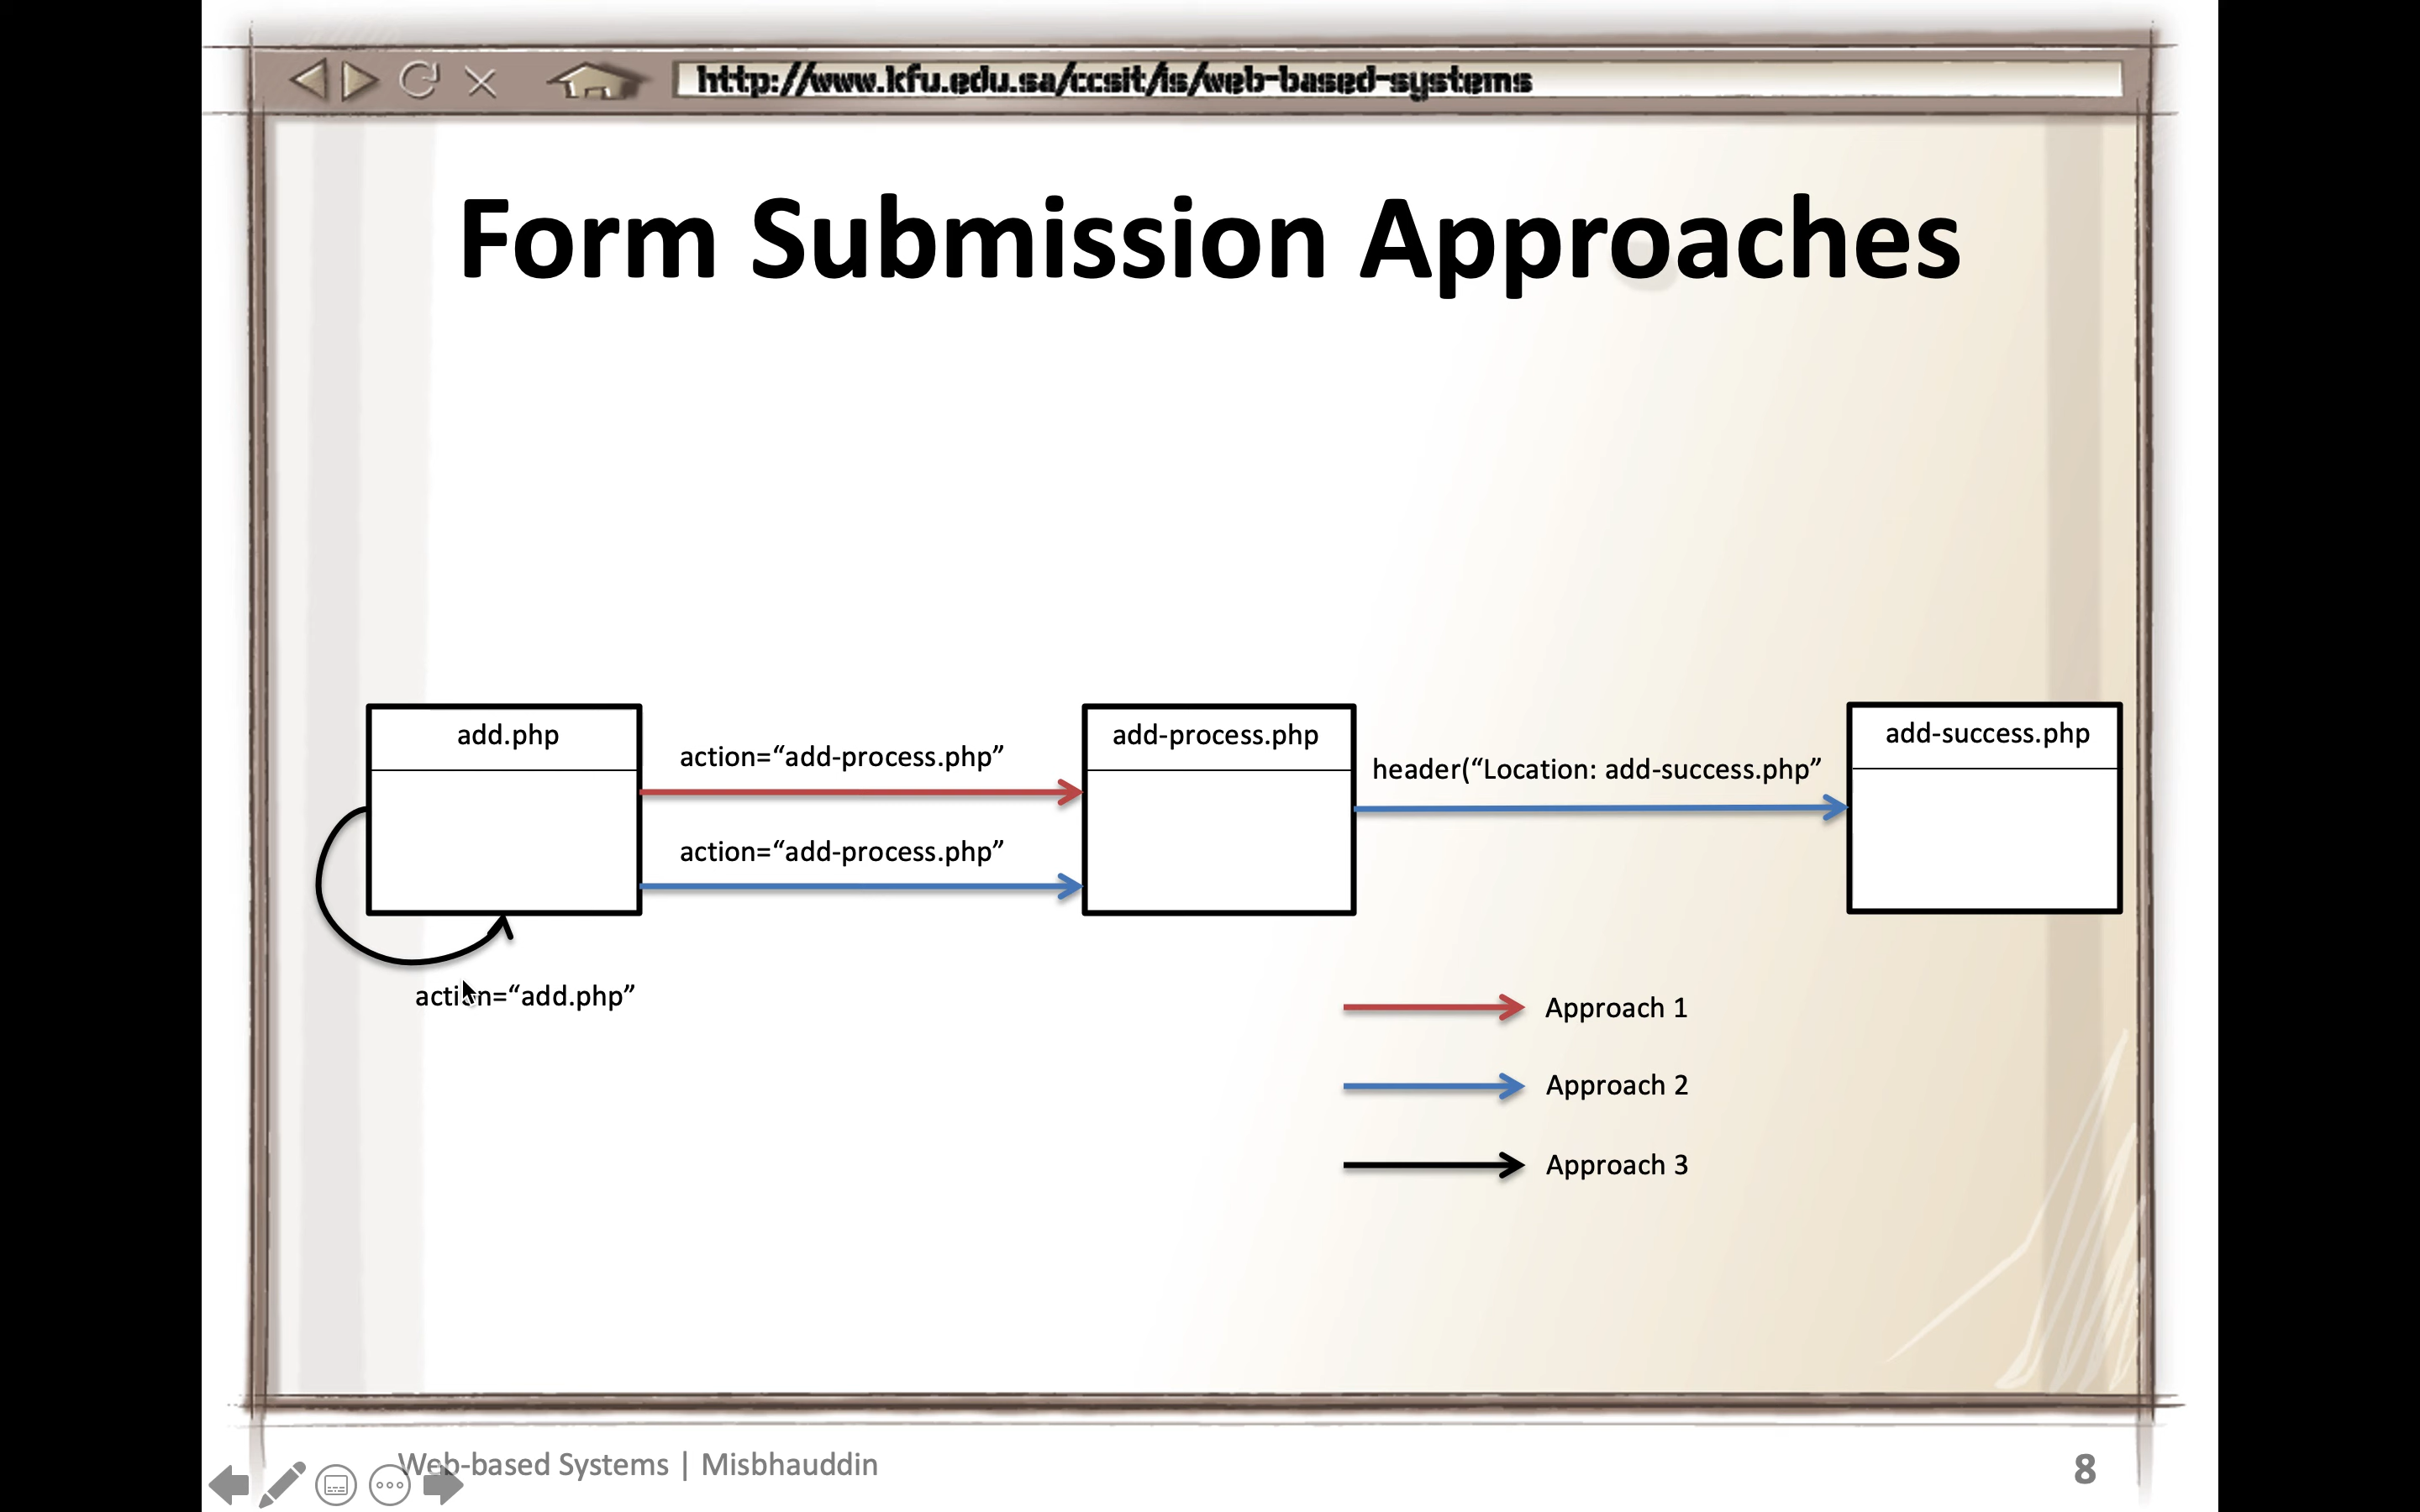 http://www.kfu.edu.sa/ccsit/is/web-based-systems
Form Submission Approaches
add.php
action=“add-process.php”
action=“add-process.php”
action=“add.php”
add-process.php
header(“Location: add-success.php”
add-success.php
Approach 1
Approach 2
Approach 3
Web-based Systems | Misbhauddin
8